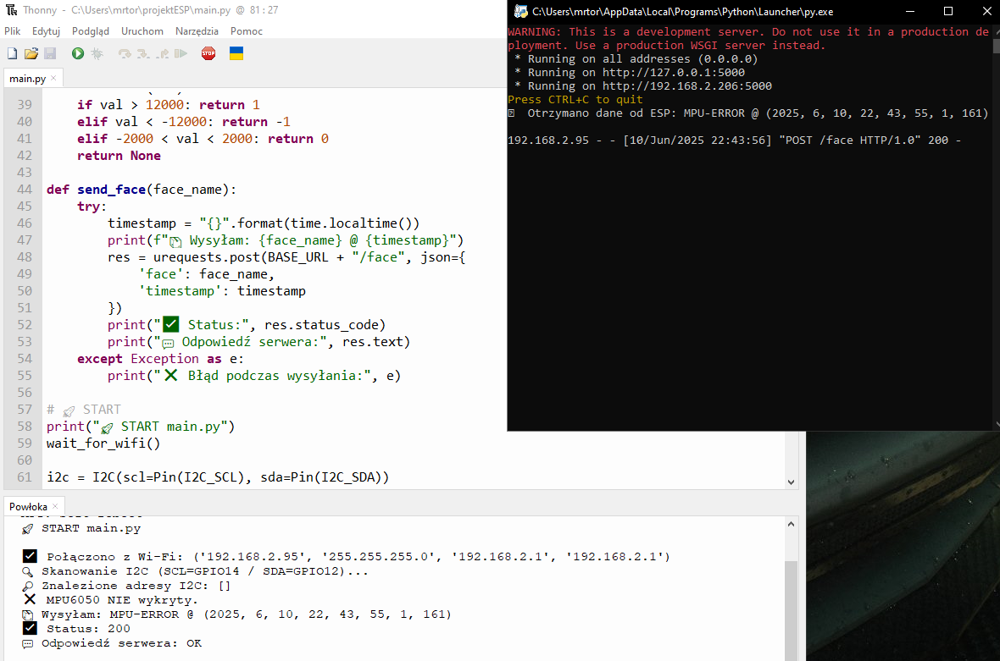 Thonny - C:\Users\mrtor\projektESP\main.py @ 81:27
Plik Edytuj Podgląd Uruchom Narzędzia Pomoc
STOP
main.py
39 if val > 12000: return 1
40 elif val < -12000: return -1
41 elif -2000 < val < 2000: return 0
42 return None
43
44 def send_face(face_name):
45 try:
46 timestamp = "{}".format(time.localtime())
47 print(f" Wysyłam: {face_name} @ {timestamp}")
48 res = urequests.post(BASE_URL + "/face", json={
49 'face': face_name,
50 'timestamp': timestamp
51 })
52 print("✅ Status:", res.status_code)
53 print("💬 Odpowiedź serwera:", res.text)
54 except Exception as e:
55 print("❌ Błąd podczas wysyłania:", e)
56
57 # 🚀 START
58 print("🚀 START main.py")
59 wait_for_wifi()
60
61 i2c = I2C(scl=Pin(I2C_SCL), sda=Pin(I2C_SDA))
Powłoka
🚀 START main.py
✅ Połączono z Wi-Fi: ('192.168.2.95', '255.255.255.0', '192.168.2.1', '192.168.2.1')
🔍 Skanowanie I2C (SCL=GPIO14 / SDA=GPIO12)...
🔎 Znalezione adresy I2C: []
❌ MPU6050 NIE wykryty.
Wysyłam: MPU-ERROR @ (2025, 6, 10, 22, 43, 55, 1, 161)
✅ Status: 200
💬 Odpowiedź serwera: OK
C:\Users\mrtor\AppData\Local\Programs\Python\Launcher\py.exe
WARNING: This is a development server. Do not use it in a production de
ployment. Use a production WSGI server instead.
* Running on all addresses (0.0.0.0)
* Running on http://127.0.0.1:5000
* Running on http://192.168.2.206:5000
Press CTRL+C to quit
Otrzymano dane od ESP: MPU-ERROR @ (2025, 6, 10, 22, 43, 55, 1, 161)
192.168.2.95 - - [10/Jun/2025 22:43:56] "POST /face HTTP/1.0" 200 -